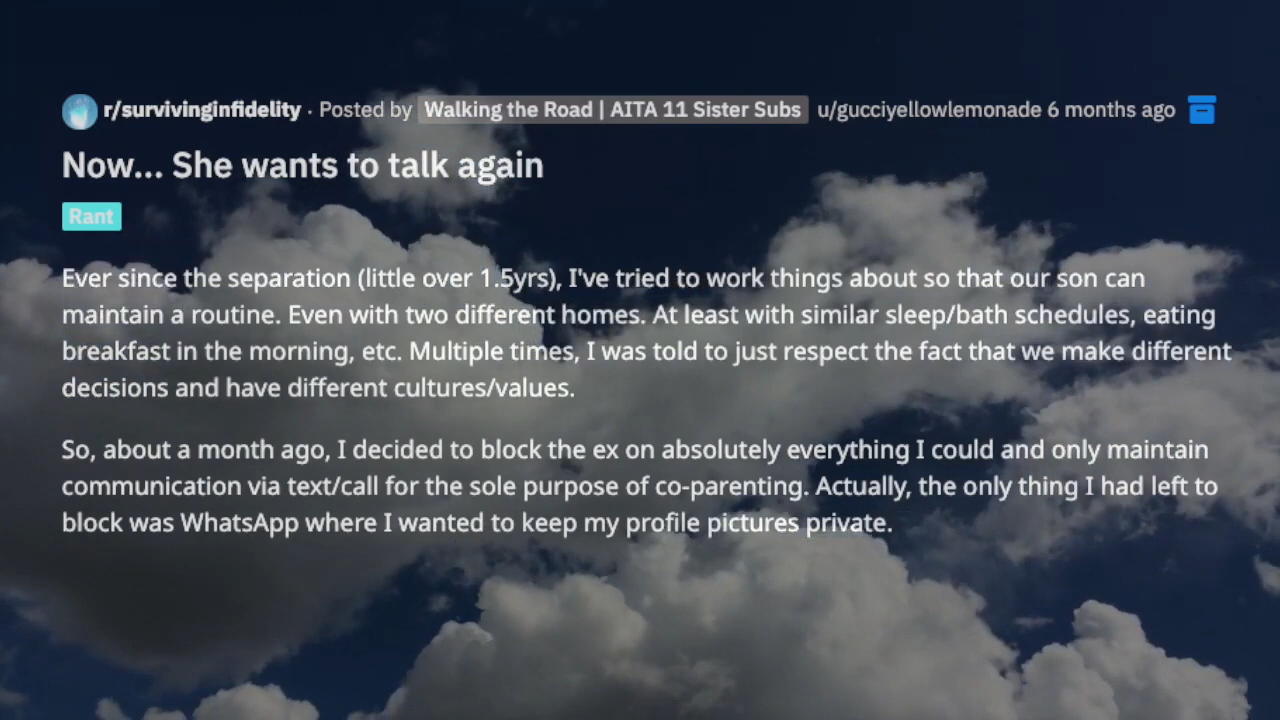 r/survivinginfidelity · Posted by Walking the Road | AITA 11 Sister Subs u/gucciyellowlemonade 6 months ago
Now... She wants to talk again
Rant
Ever since the separation (little over 1.5yrs), I've tried to work things about so that our son can
maintain a routine. Even with two different homes. At least with similar sleep/bath schedules, eating
breakfast in the morning, etc. Multiple times, I was told to just respect the fact that we make different
decisions and have different cultures/values.
So, about a month ago, I decided to block the ex on absolutely everything I could and only maintain
communication via text/call for the sole purpose of co-parenting. Actually, the only thing I had left to
block was WhatsApp where I wanted to keep my profile pictures private.